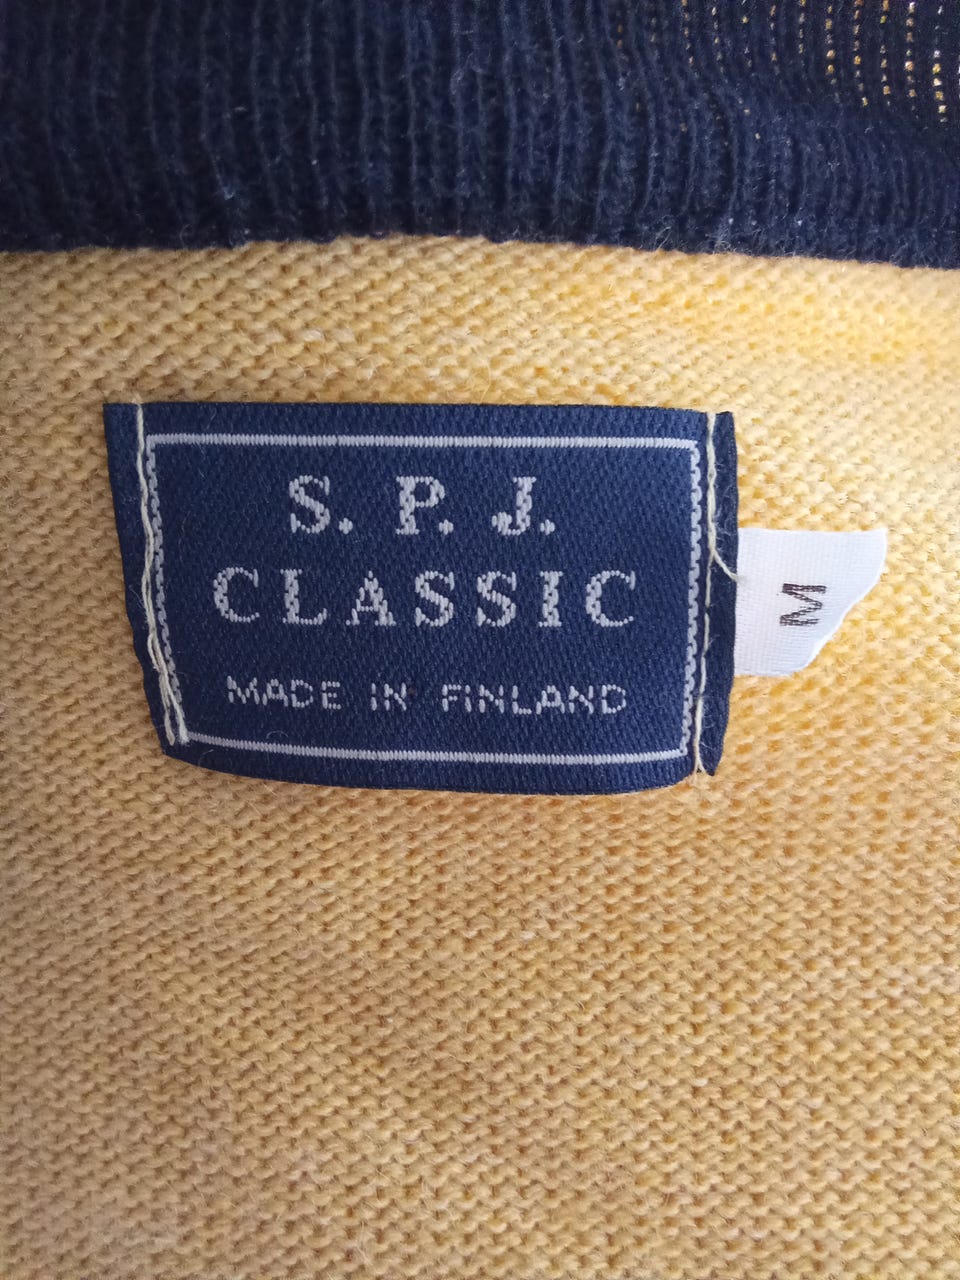 S. P. J.
CLASSIC
MADE IN FINLAND
M